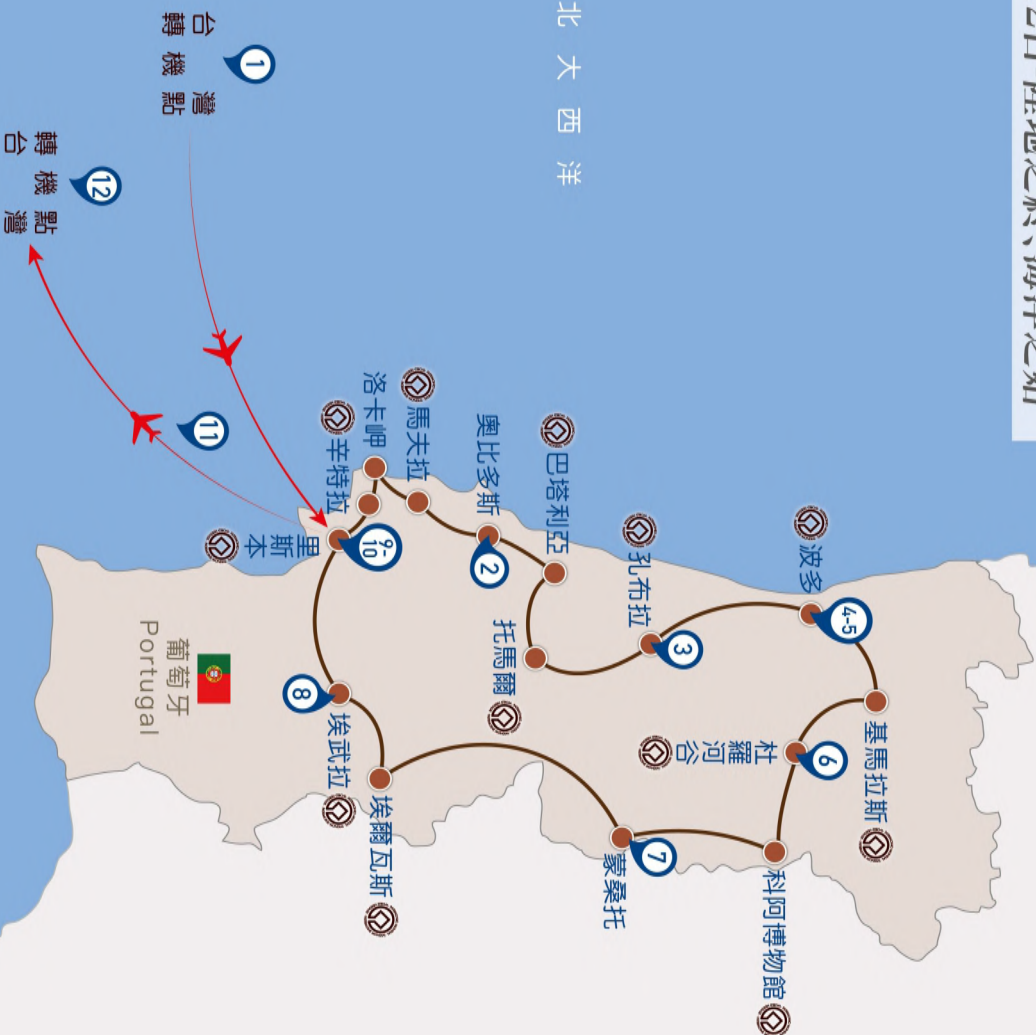 基馬拉斯
波多
4-5
6
杜羅河谷
科阿博物館
孔布拉
3
7
蒙桑托
北大西洋
巴塔利亞
托馬爾
奧比多斯
2
馬夫拉
洛卡岬
辛特拉
9-10
埃爾瓦斯
埃武拉
8
里斯本
1
台灣
轉機點
11
葡萄牙
Portugal
12
轉機點
台灣